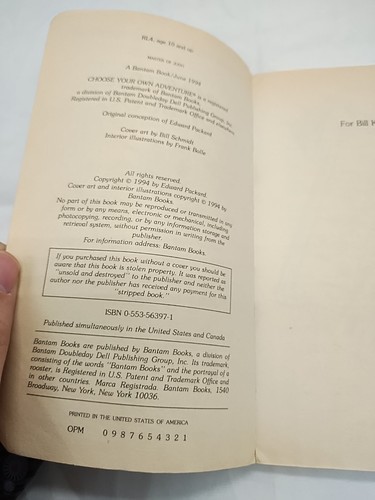 RL4, age 10 and up
MASTER OF JUDO
A Bantam Book/June 1994
CHOOSE YOUR OWN ADVENTURE® is a registered
trademark of Bantam Books,
a division of Bantam Doubleday Dell Publishing Group, Inc.
Registered in U.S. Patent and Trademark Office and elsewhere.
Original conception of Edward Packard
Cover art by Bill Schmidt
Interior illustrations by Frank Bolle
All rights reserved.
Copyright © 1994 by Edward Packard.
Cover art and interior illustrations copyright © 1994 by
Bantam Books.
No part of this book may be reproduced or transmitted in any
form or by any means, electronic or mechanical, including
photocopying, recording, or by any information storage and
retrieval system, without permission in writing from the
publisher.
For information address: Bantam Books.
If you purchased this book without a cover you should be
aware that this book is stolen property. It was reported as
"unsold and destroyed" to the publisher and neither the
author nor the publisher has received any payment for this
"stripped book."
ISBN 0-553-56397-1
Published simultaneously in the United States and Canada
Bantam Books are published by Bantam Books, a division of
Bantam Doubleday Dell Publishing Group, Inc. Its trademark,
consisting of the words "Bantam Books" and the portrayal of a
rooster, is Registered in U.S. Patent and Trademark Office and
in other countries. Marca Registrada. Bantam Books, 1540
Broadway, New York, New York 10036.
PRINTED IN THE UNITED STATES OF AMERICA
OPM 0 9 8 7 6 5 4 3 2 1
For Bill